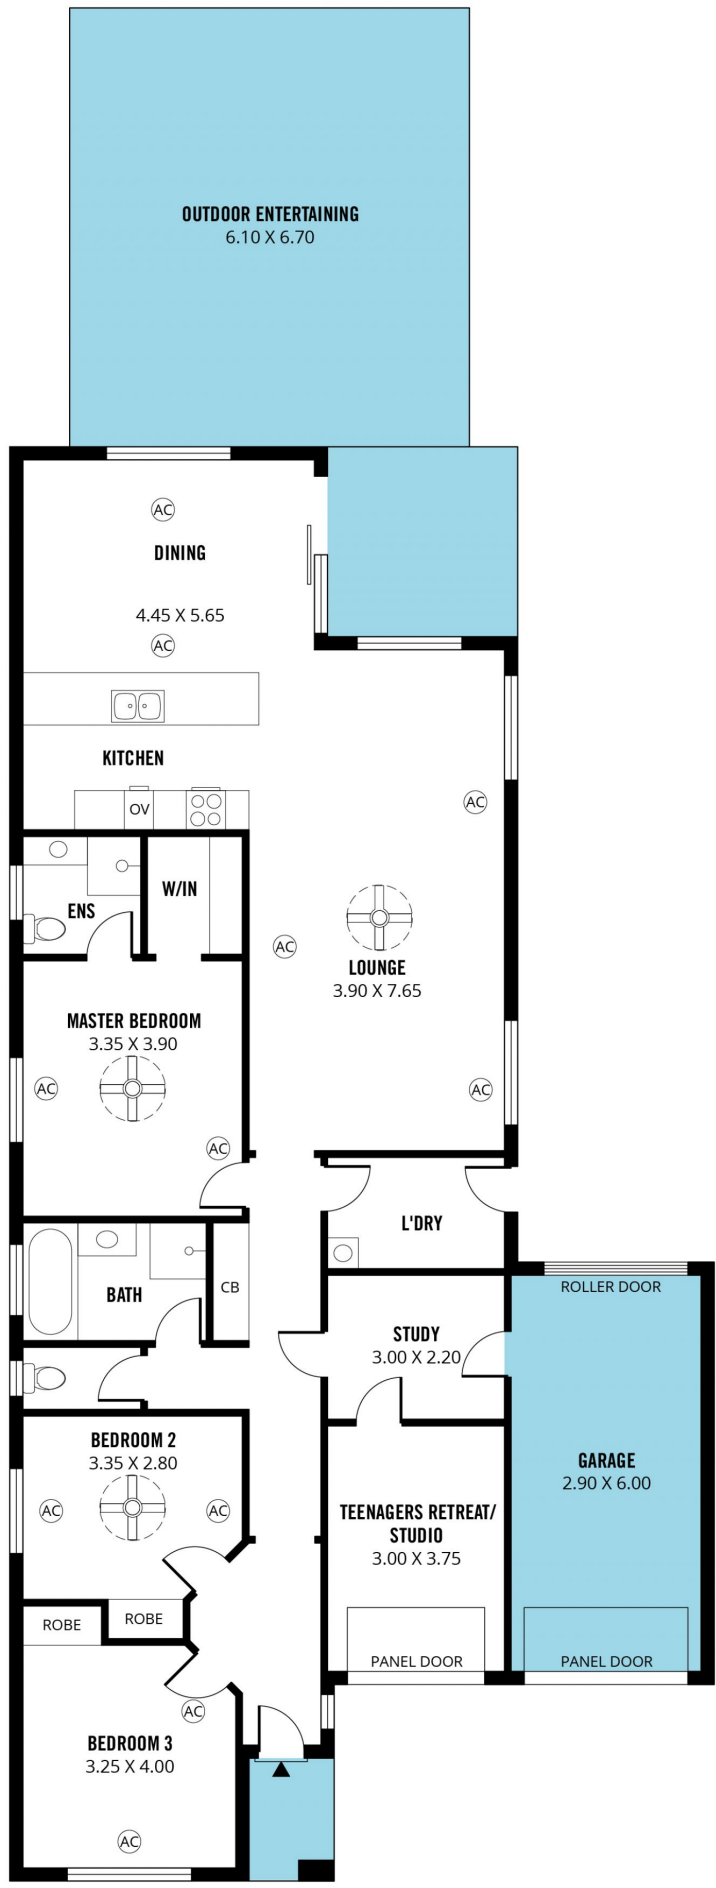 OUTDOOR ENTERTAINING
6.10 X 6.70
AC
DINING
4.45 X 5.65
AC
KITCHEN
OV
AC
W/IN
ENS
AC
LOUNGE
3.90 X 7.65
MASTER BEDROOM
3.35 X 3.90
AC
AC
AC
L'DRY
BATH
CB
ROLLER DOOR
STUDY
3.00 X 2.20
BEDROOM 2
3.35 X 2.80
GARAGE
2.90 X 6.00
AC
AC
TEENAGERS RETREAT/
STUDIO
3.00 X 3.75
ROBE
ROBE
PANEL DOOR
PANEL DOOR
AC
BEDROOM 3
3.25 X 4.00
AC